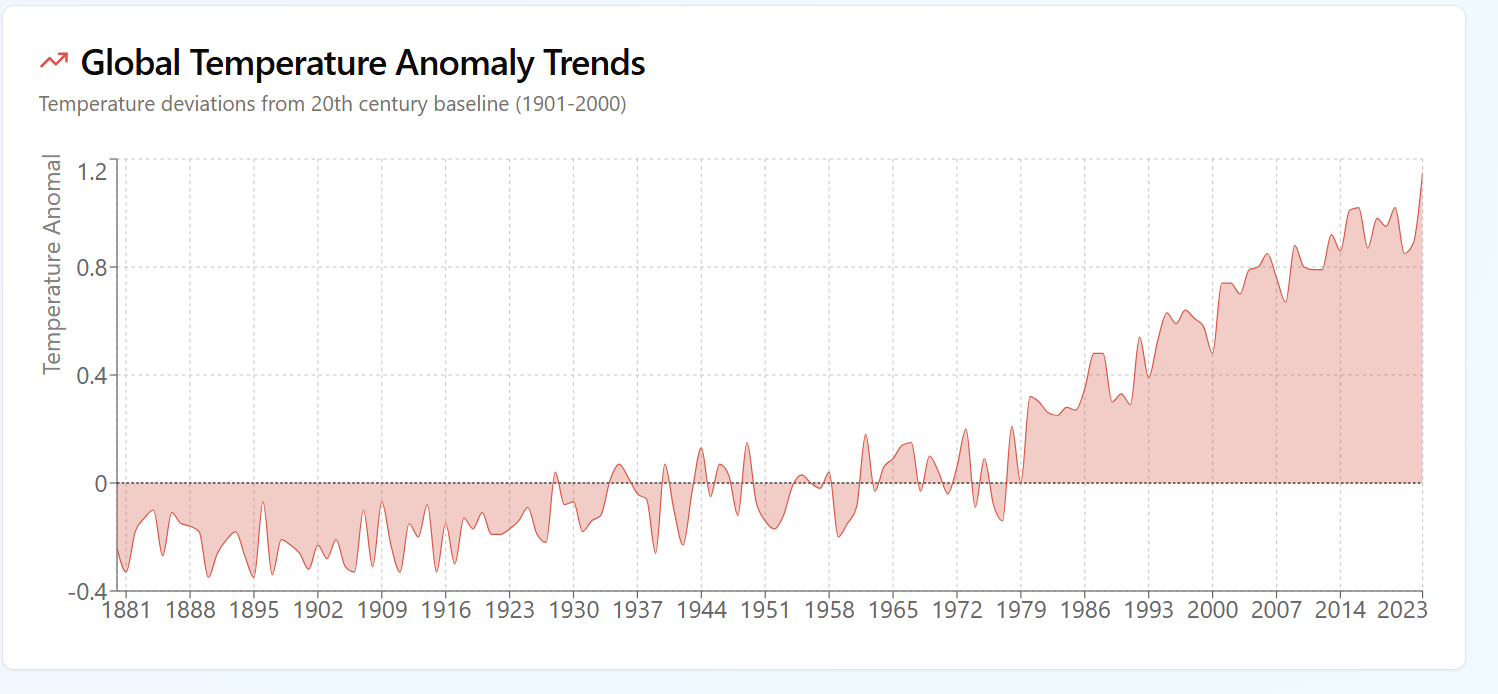 Global Temperature Anomaly Trends
Temperature deviations from 20th century baseline (1901-2000)
Temperature Anomal
1.2
0.8
0.4
0
-0.4
1881 1888 1895 1902 1909 1916 1923 1930 1937 1944 1951 1958 1965 1972 1979 1986 1993 2000 2007 2014 2023